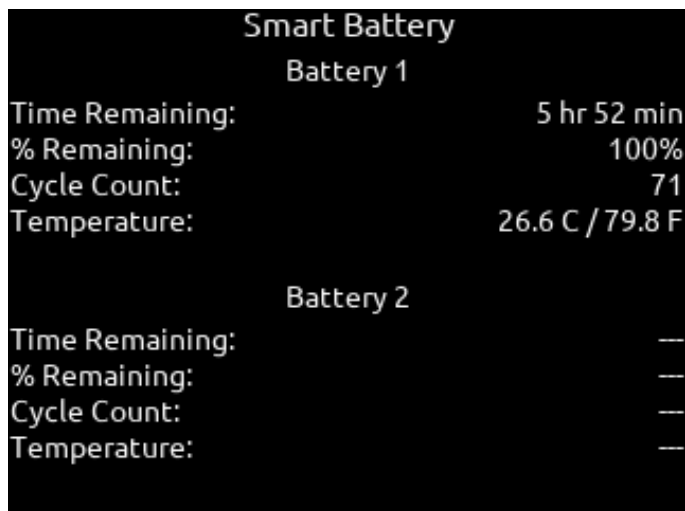 Smart Battery
Battery 1
Time Remaining: 5 hr 52 min
% Remaining: 100%
Cycle Count: 71
Temperature: 26.6 C / 79.8 F
Battery 2
Time Remaining: ---
% Remaining: ---
Cycle Count: ---
Temperature: ---